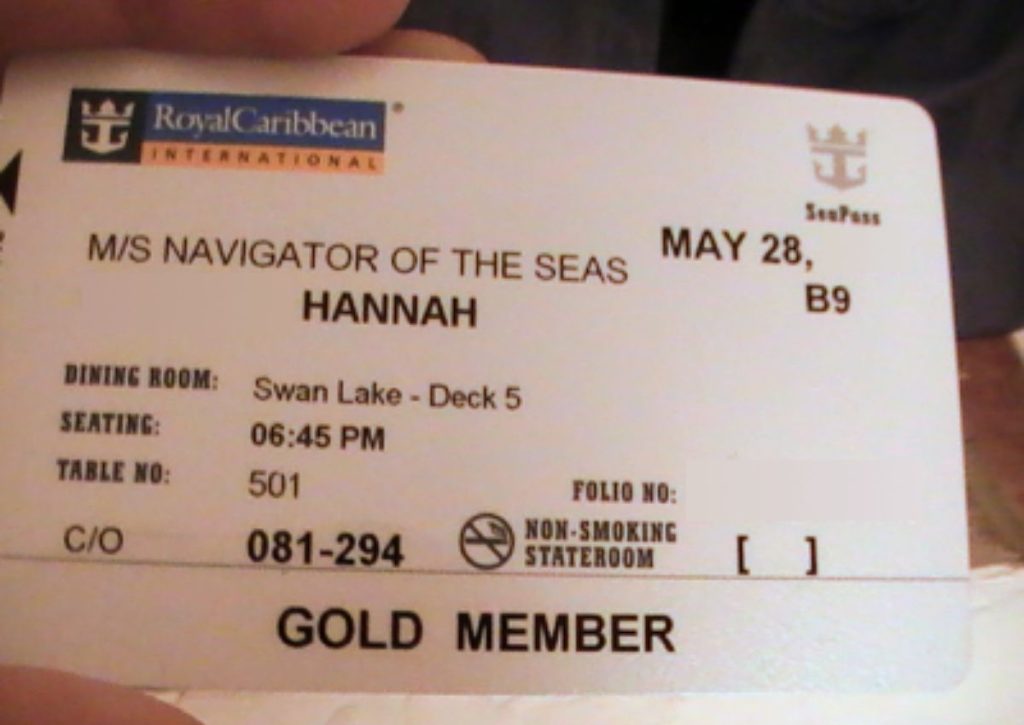 RoyalCaribbean
INTERNATIONAL
SeaPass
M/S NAVIGATOR OF THE SEAS MAY 28,
HANNAH B9
DINING ROOM: Swan Lake - Deck 5
SEATING: 06:45 PM
TABLE NO: 501 FOLIO NO:
C/O 081-294 NON-SMOKING STATEROOM [ ]
GOLD MEMBER